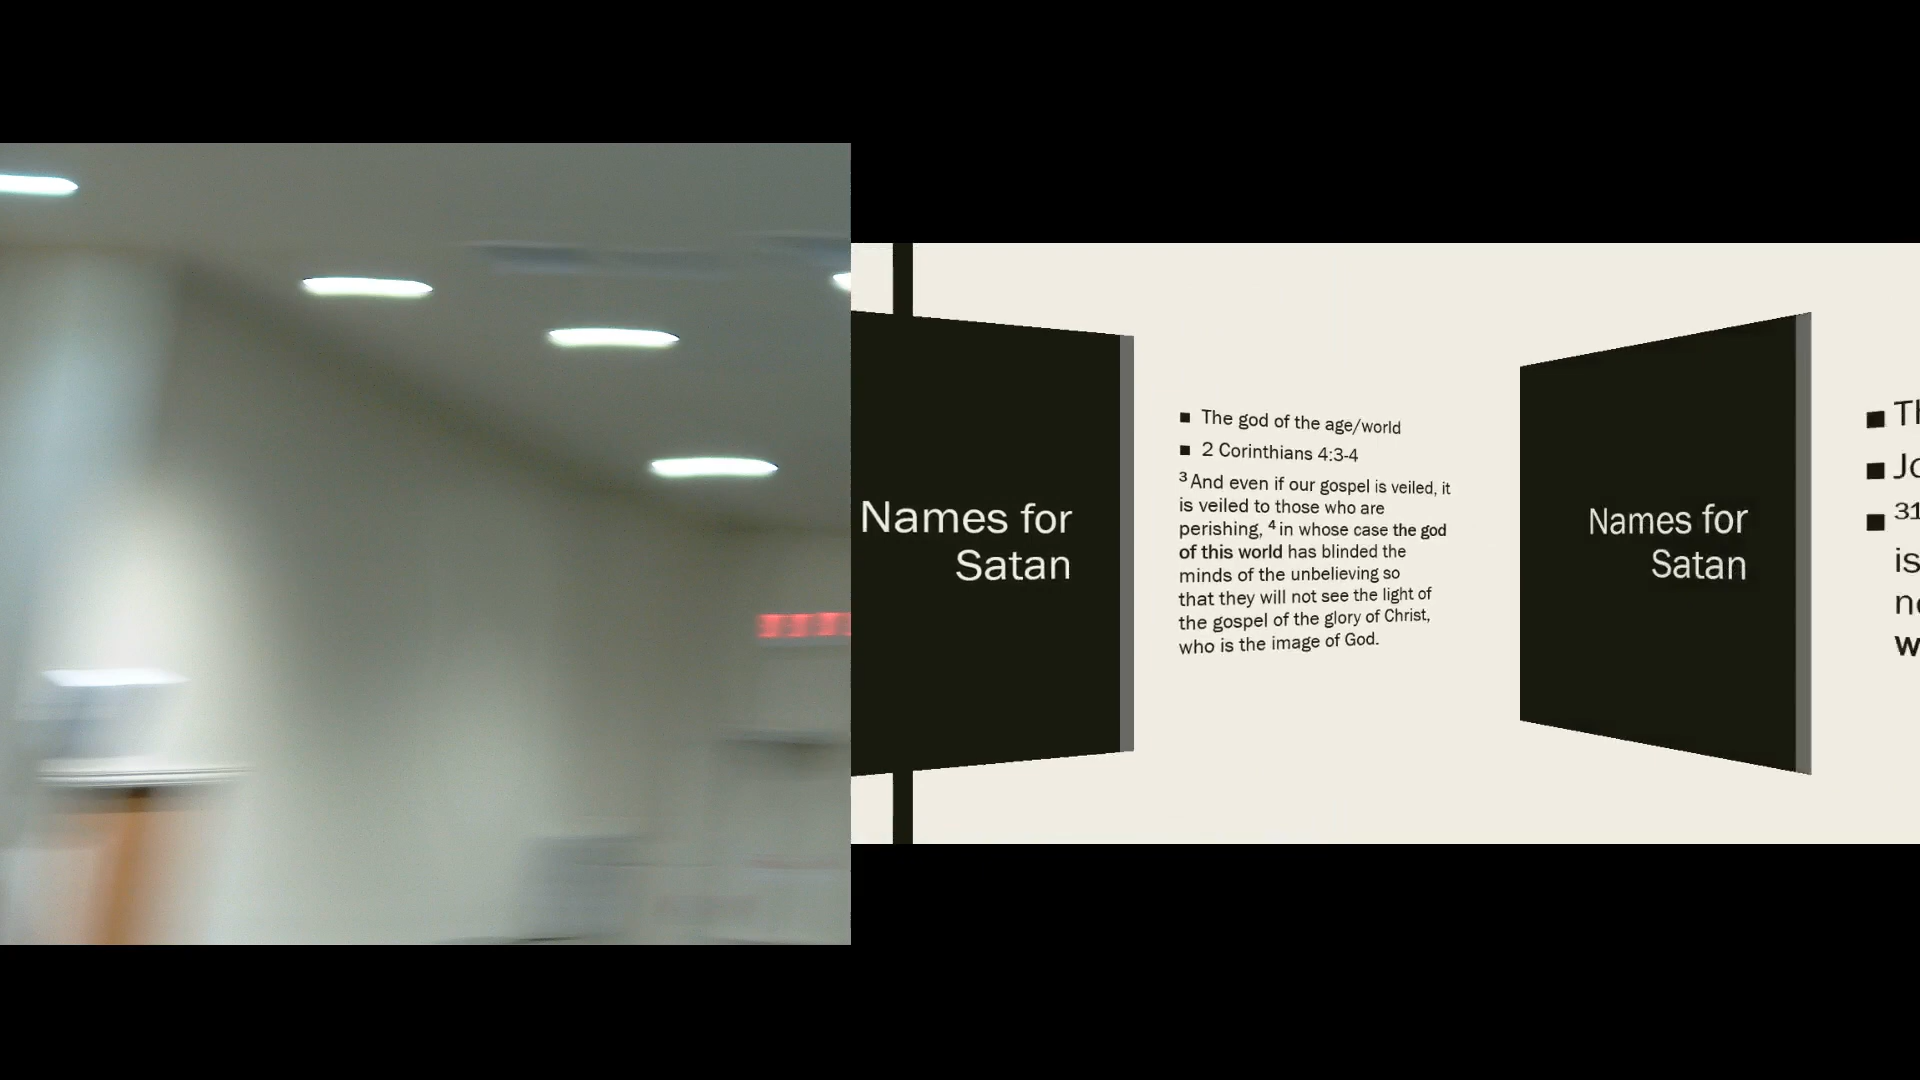 Names for
Satan
■ The god of the age/world
■ 2 Corinthians 4:3-4
³ And even if our gospel is veiled, it
is veiled to those who are
perishing, ⁴ in whose case the god
of this world has blinded the
minds of the unbelieving so
that they will not see the light of
the gospel of the glory of Christ,
who is the image of God.
Names for
Satan
■
■
■ 31
is